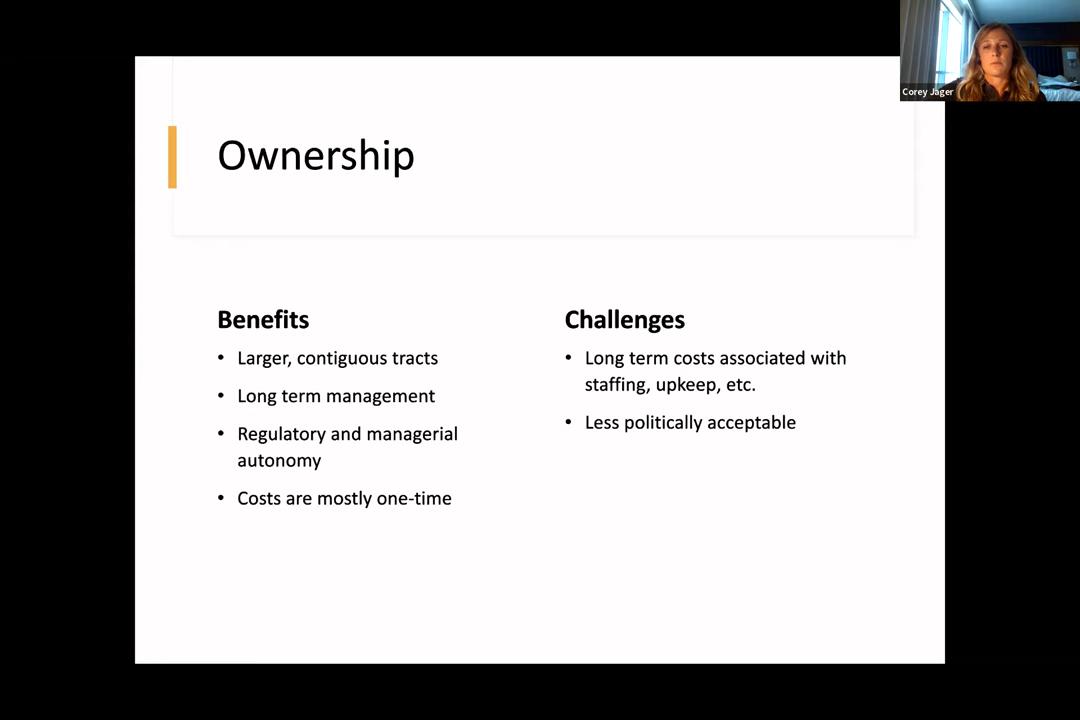 Corey Jager
Ownership
Benefits
• Larger, contiguous tracts
• Long term management
• Regulatory and managerial
autonomy
• Costs are mostly one-time
Challenges
• Long term costs associated with
staffing, upkeep, etc.
• Less politically acceptable